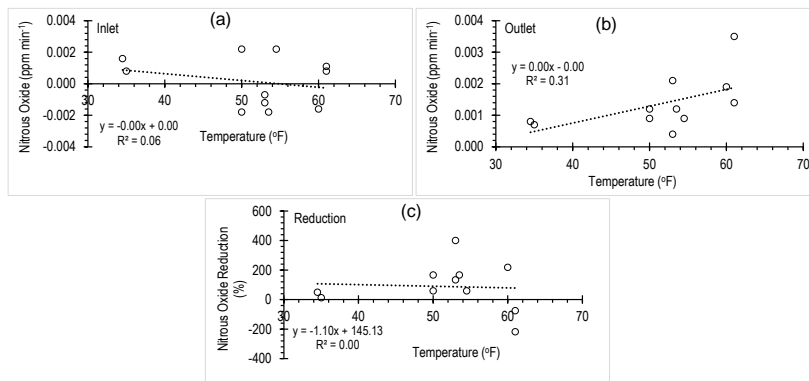 (a)
Inlet
Nitrous Oxide (ppm min⁻¹)
0.004
0.002
0.000
-0.002
-0.004
30 40 50 60 70
y = -0.00x + 0.00
R² = 0.06
Temperature (°F)
(b)
Outlet
Nitrous Oxide (ppm min⁻¹)
0.004
0.003
0.002
0.001
0.000
y = 0.00x - 0.00
R² = 0.31
30 40 50 60 70
Temperature (°F)
(c)
Reduction
Nitrous Oxide Reduction
(%)
600
400
200
0
-200
-400
30 40 50 60 70
y = -1.10x + 145.13
R² = 0.00
Temperature (°F)